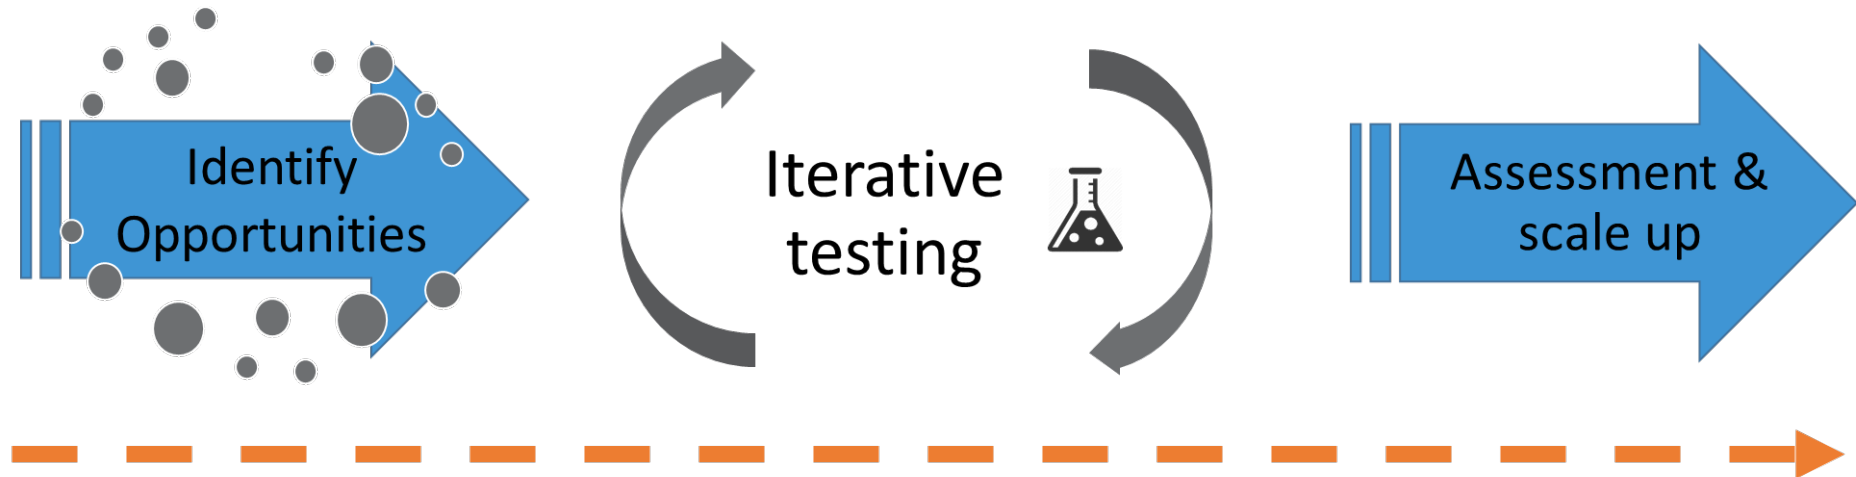 Identify
Opportunities
Iterative
testing
Assessment &
scale up